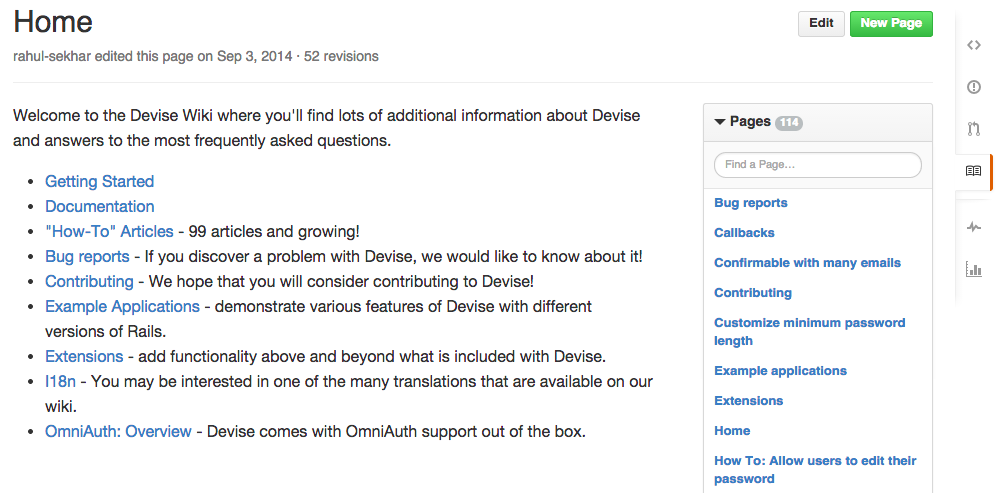 Home
Edit
New Page
rahul-sekhar edited this page on Sep 3, 2014 · 52 revisions
Welcome to the Devise Wiki where you'll find lots of additional information about Devise
and answers to the most frequently asked questions.
• Getting Started
• Documentation
• "How-To" Articles - 99 articles and growing!
• Bug reports - If you discover a problem with Devise, we would like to know about it!
• Contributing - We hope that you will consider contributing to Devise!
• Example Applications - demonstrate various features of Devise with different
versions of Rails.
• Extensions - add functionality above and beyond what is included with Devise.
• I18n - You may be interested in one of the many translations that are available on our
wiki.
• OmniAuth: Overview - Devise comes with OmniAuth support out of the box.
Pages 114
Find a Page...
Bug reports
Callbacks
Confirmable with many emails
Contributing
Customize minimum password
length
Example applications
Extensions
Home
How To: Allow users to edit their
password